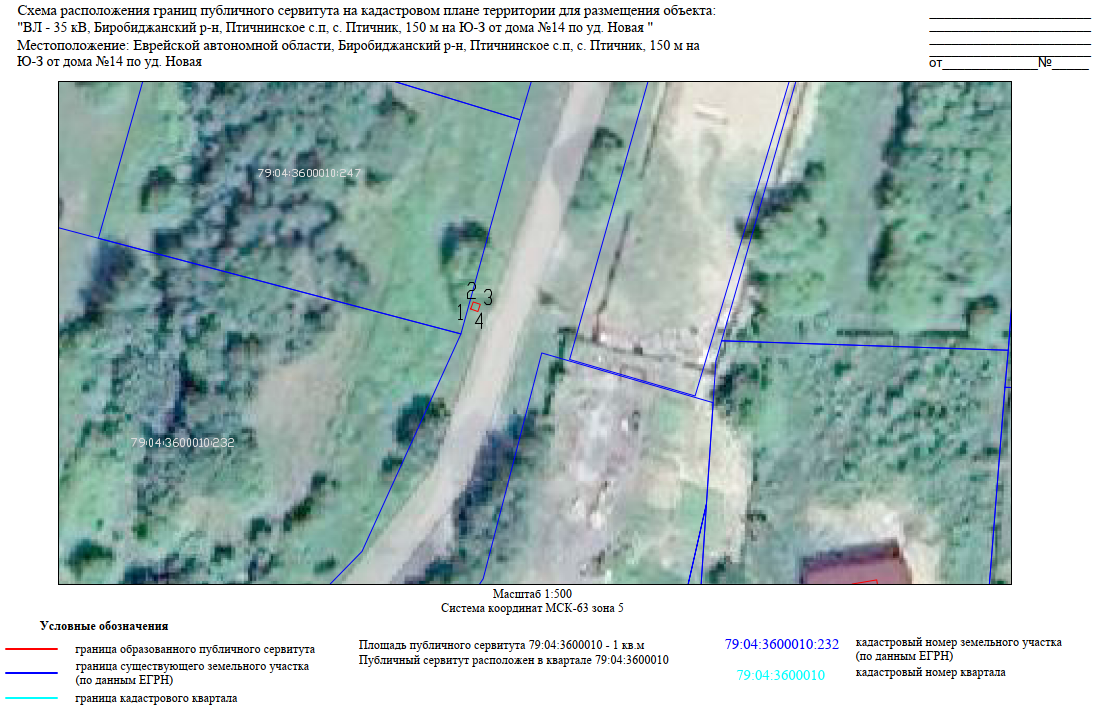 Схема расположения границ публичного сервитута на кадастровом плане территории для размещения объекта:
"ВЛ - 35 кВ, Биробиджанский р-н, Птичнинское с.п, с. Птичник, 150 м на Ю-З от дома №14 по уд. Новая "
Местоположение: Еврейской автономной области, Биробиджанский р-н, Птичнинское с.п, с. Птичник, 150 м на
Ю-З от дома №14 по уд. Новая
от______________№_____
79:04:3600010:247
2
3
1
4
79:04:3600010:232
Масштаб 1:500
Система координат МСК-63 зона 5
Условные обозначения
граница образованного публичного сервитута
граница существующего земельного участка
(по данным ЕГРН)
граница кадастрового квартала
Площадь публичного сервитута 79:04:3600010 - 1 кв.м
Публичный сервитут расположен в квартале 79:04:3600010
79:04:3600010:232
кадастровый номер земельного участка
(по данным ЕГРН)
79:04:3600010
кадастровый номер квартала